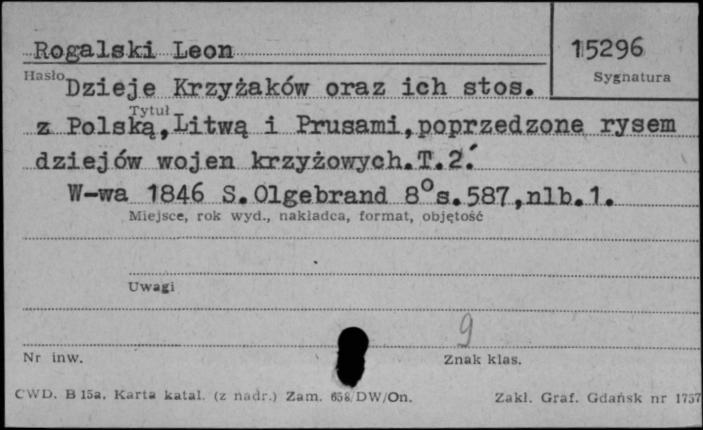 Rogalski Leon 15296
Hasło Sygnatura
Dzieje Krzyżaków oraz ich stos.
Tytuł
z Polską,Litwą i Prusami,poprzedzone rysem
dziejów wojen krzyżowych.T.2.
W-wa 1846 S.Olgebrand 8° s.587,nlb.1.
Miejsce, rok wyd., nakładca, format, objętość
Uwagi
9
Nr inw. Znak klas.
CWD. B 15a. Karta katal. (z nadr.) Zam. 658/DW/On. Zakł. Graf. Gdańsk nr 1757